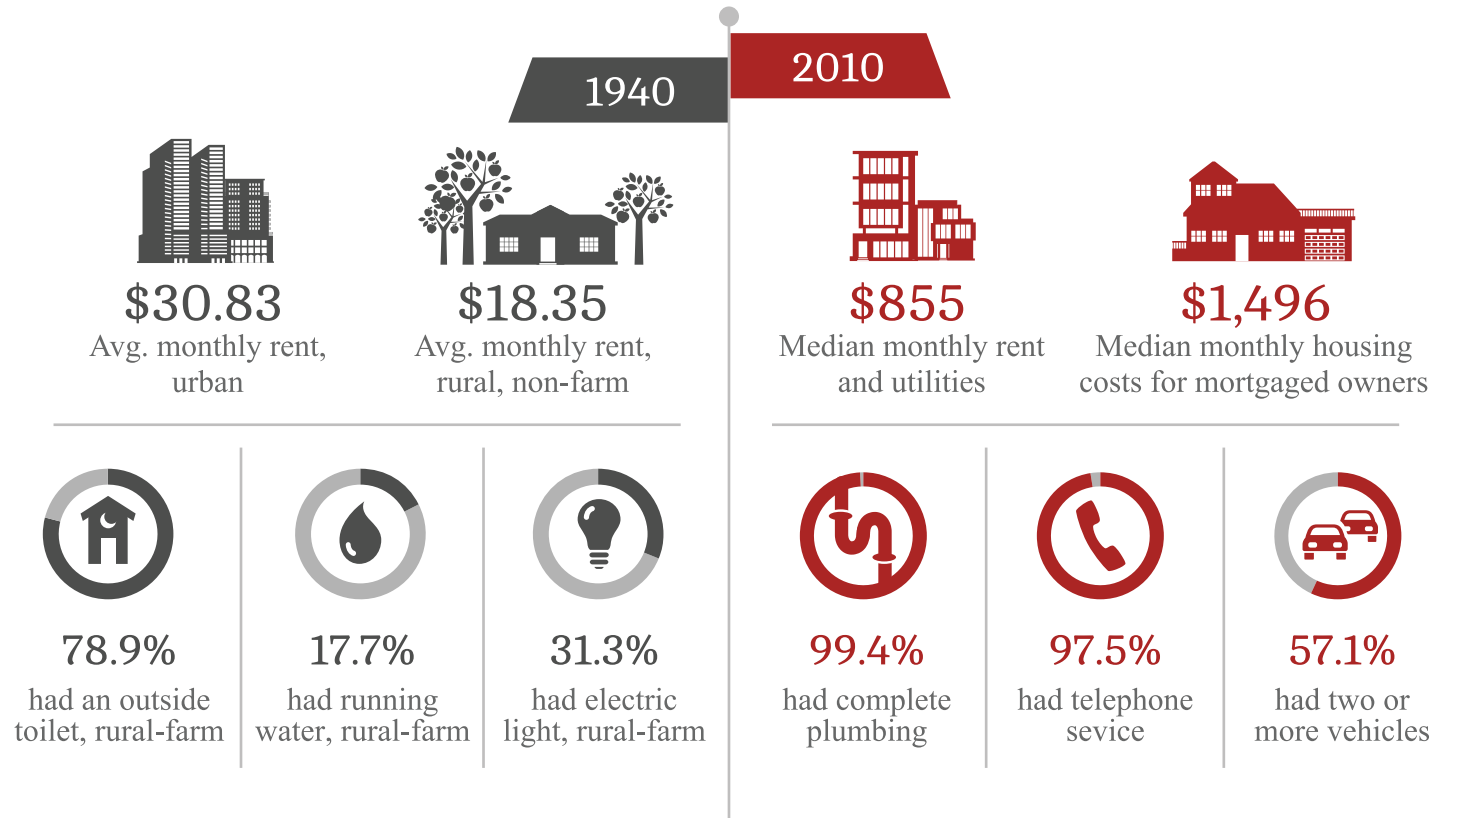 1940
2010
$30.83
Avg. monthly rent,
urban
$18.35
Avg. monthly rent,
rural, non-farm
$855
Median monthly rent
and utilities
$1,496
Median monthly housing
costs for mortgaged owners
78.9%
had an outside
toilet, rural-farm
17.7%
had running
water, rural-farm
31.3%
had electric
light, rural-farm
99.4%
had complete
plumbing
97.5%
had telephone
sevice
57.1%
had two or
more vehicles